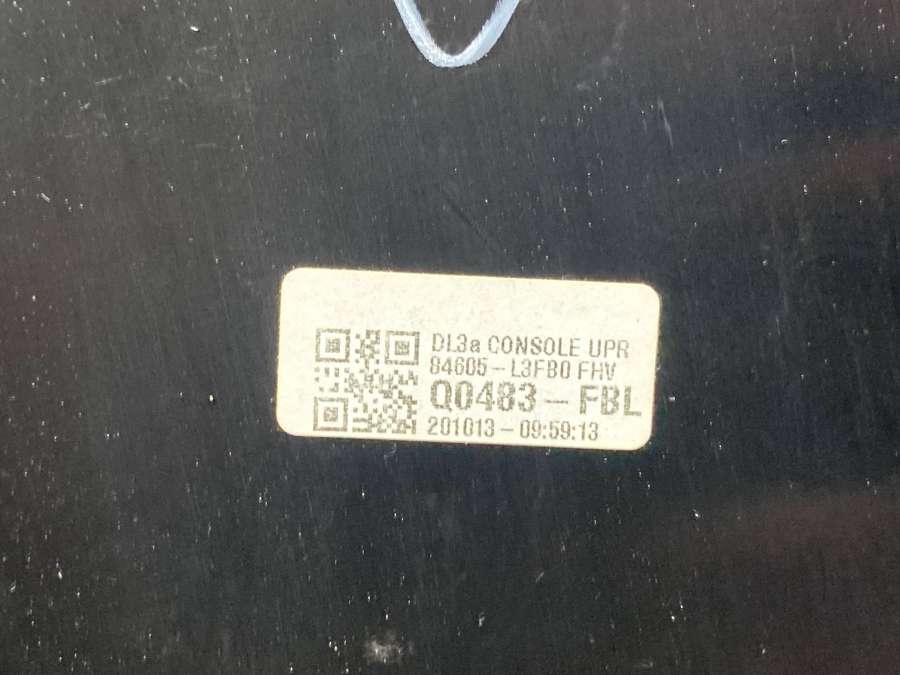 DL3a CONSOLE UPR
84605-L3FB0 FHV
Q0483-FBL
201013-09:59:13